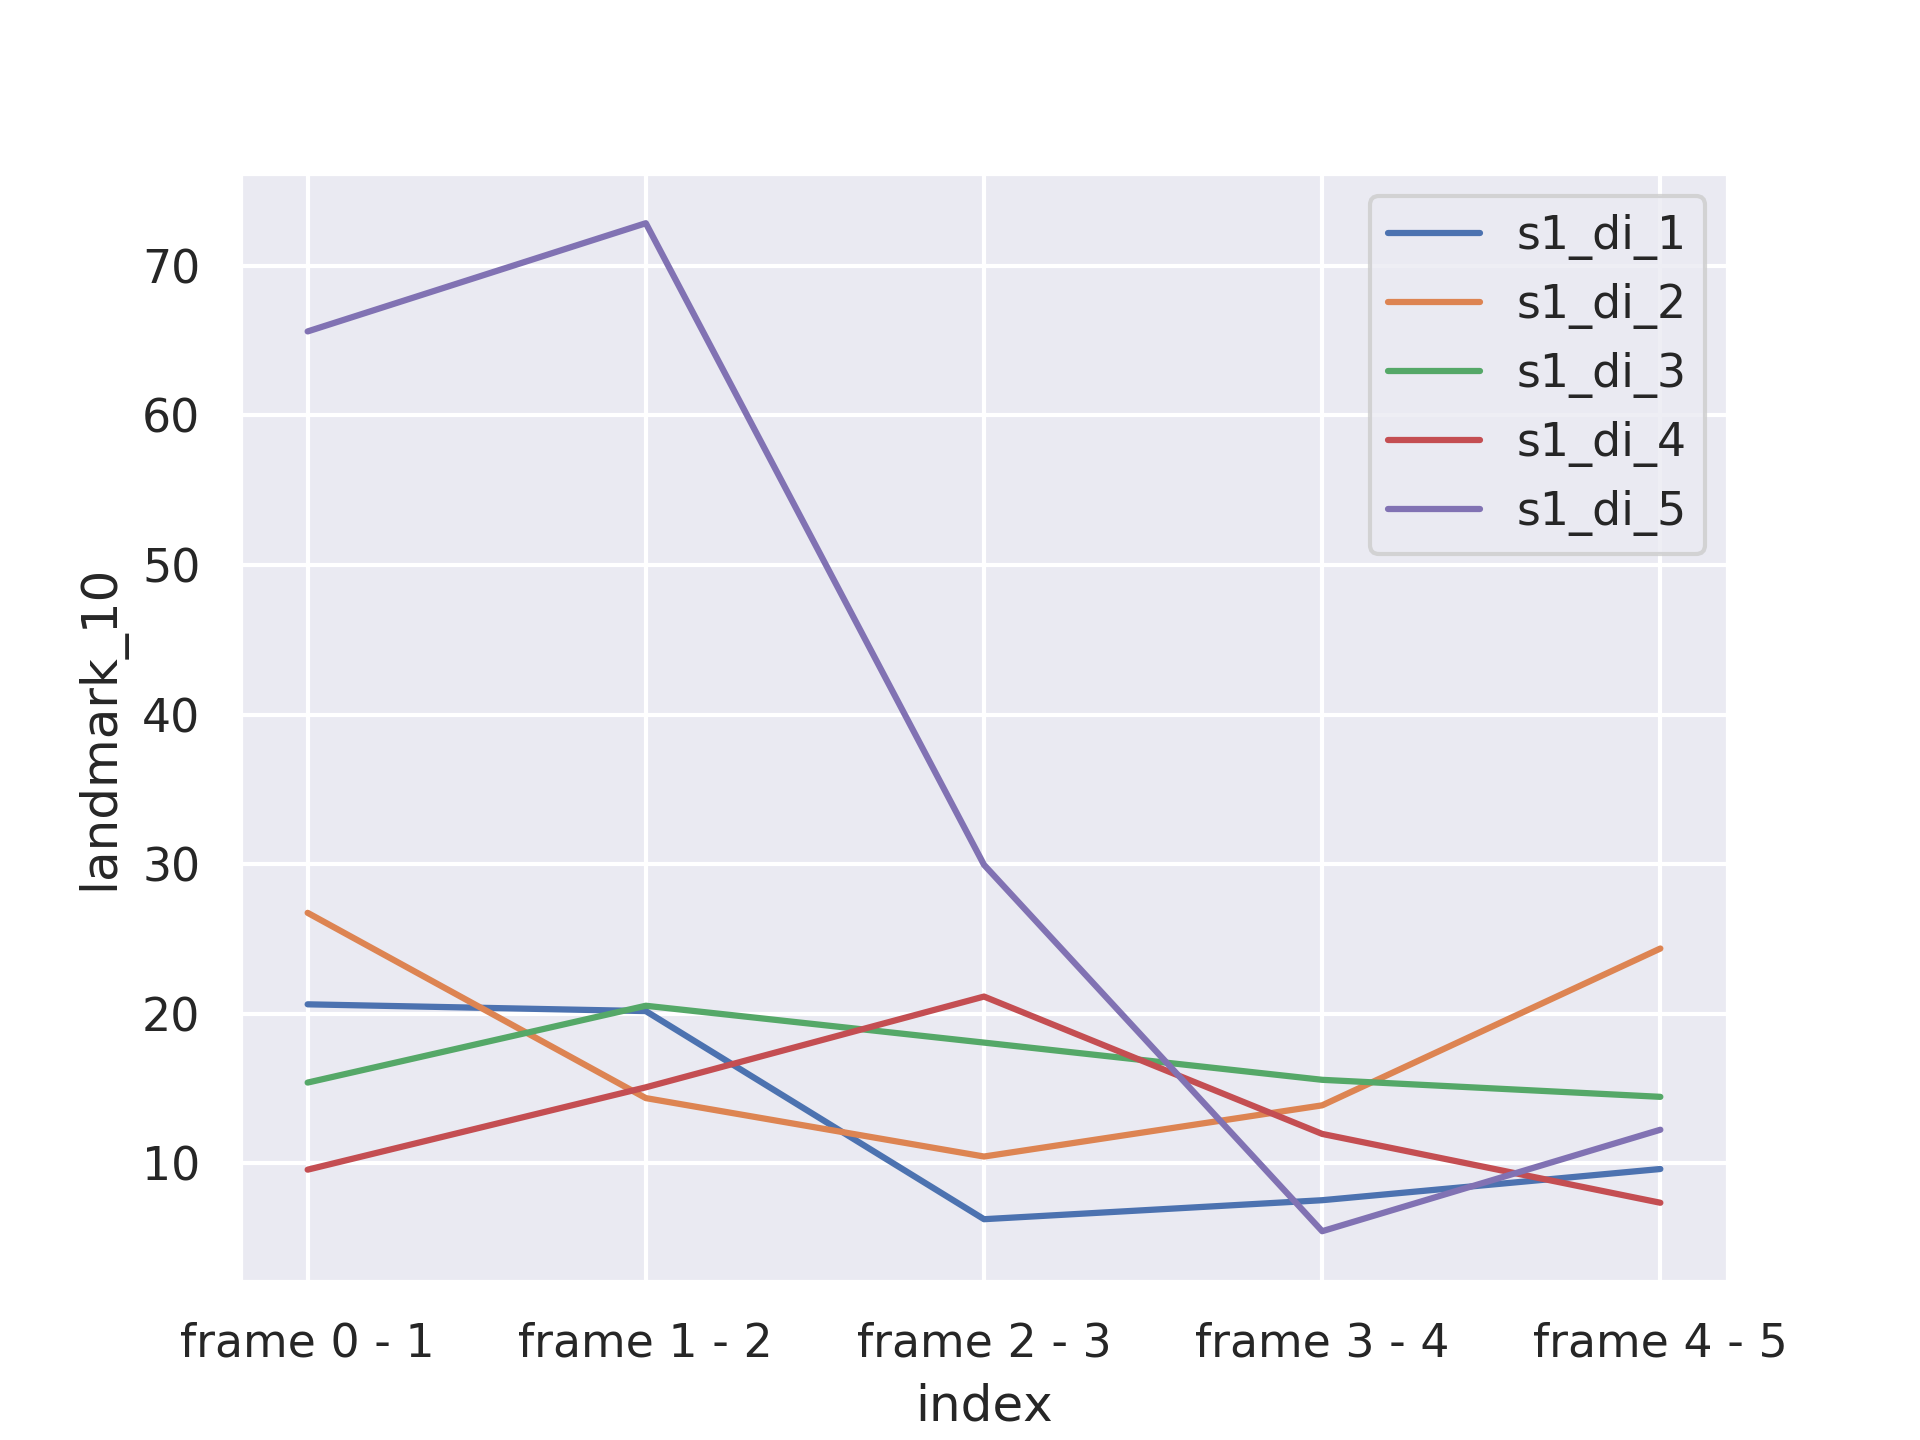 s1_di_1
s1_di_2
s1_di_3
s1_di_4
s1_di_5
landmark_10
70
60
50
40
30
20
10
frame 0 - 1
frame 1 - 2
frame 2 - 3
frame 3 - 4
frame 4 - 5
index